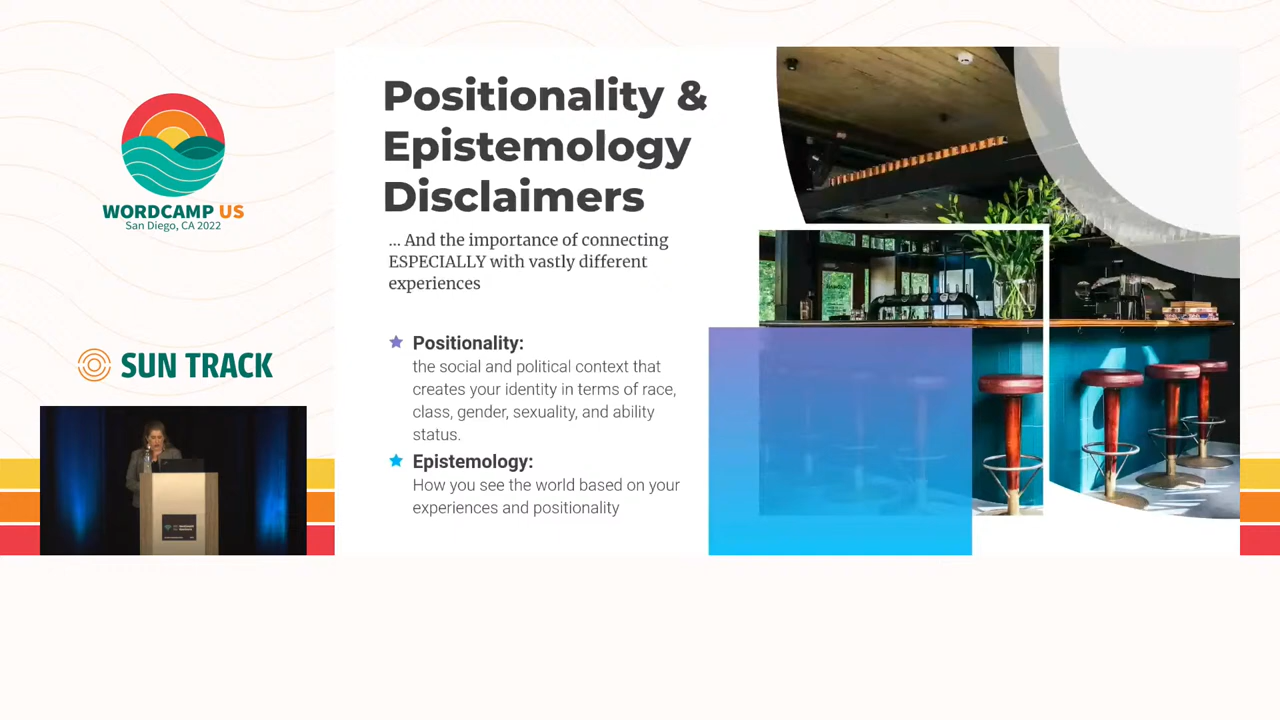 WORDCAMP US
San Diego, CA 2022
SUN TRACK
Positionality &
Epistemology
Disclaimers
... And the importance of connecting
ESPECIALLY with vastly different
experiences
Positionality:
the social and political context that
creates your identity in terms of race,
class, gender, sexuality, and ability
status.
Epistemology:
How you see the world based on your
experiences and positionality